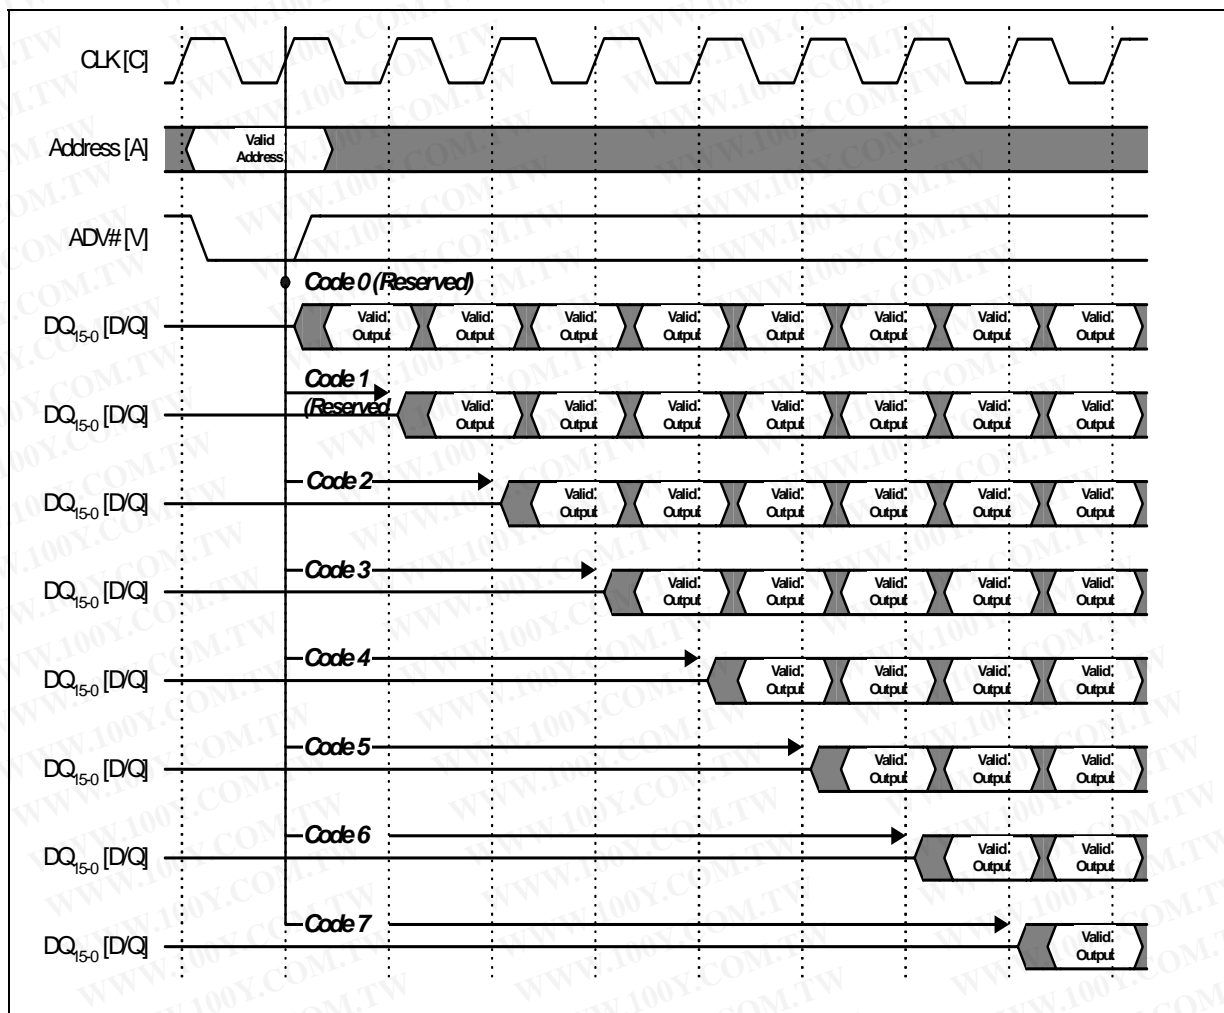 CLK [C]
Address [A]
Valid
Address
ADV# [V]
Code 0 (Reserved)
DQ15-0 [D/Q]
Valid Output Valid Output Valid Output Valid Output Valid Output Valid Output Valid Output Valid Output
Code 1
(Reserved
DQ15-0 [D/Q]
Valid Output Valid Output Valid Output Valid Output Valid Output Valid Output Valid Output
Code 2
DQ15-0 [D/Q]
Valid Output Valid Output Valid Output Valid Output Valid Output Valid Output
Code 3
DQ15-0 [D/Q]
Valid Output Valid Output Valid Output Valid Output Valid Output
Code 4
DQ15-0 [D/Q]
Valid Output Valid Output Valid Output Valid Output
Code 5
DQ15-0 [D/Q]
Valid Output Valid Output Valid Output
Code 6
DQ15-0 [D/Q]
Valid Output Valid Output
Code 7
DQ15-0 [D/Q]
Valid Output
WWW.100Y.COM.TW